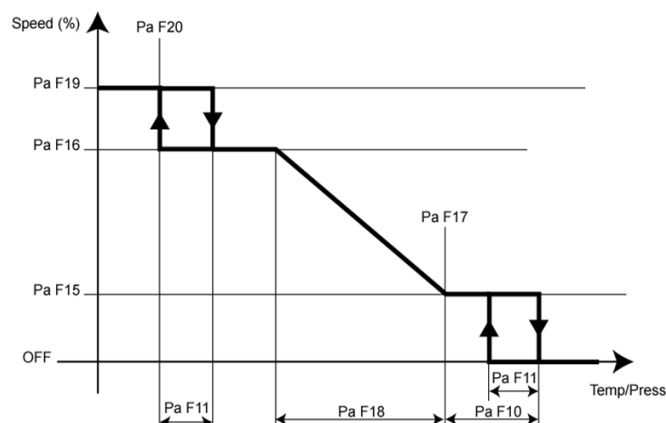 Speed (%)
Pa F20
Pa F19
Pa F16
Pa F17
Pa F15
OFF
Pa F11
Temp/Press
Pa F11
Pa F18
Pa F10